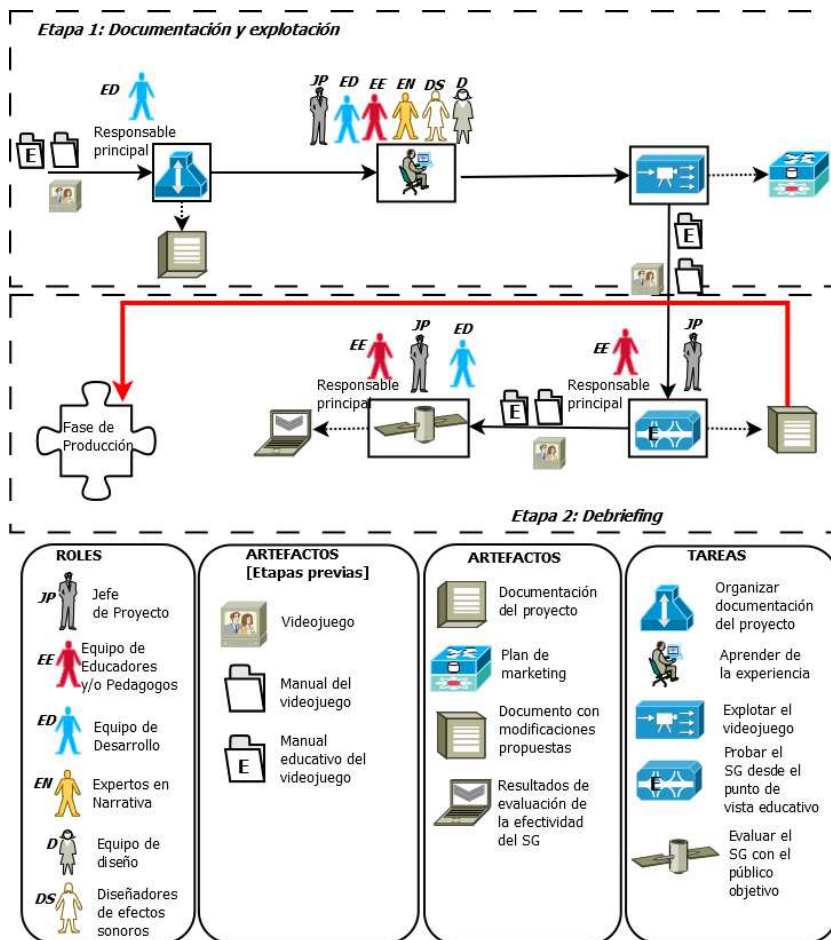 Etapa 1: Documentación y explotación
ED
Responsable
principal
E
JP
ED
EE
EN
DS
D
E
EE
JP
ED
Responsable
principal
E
EE
JP
Responsable
principal
E
Fase de
Producción
Etapa 2: Debriefing
ROLES
JP
Jefe
de Proyecto
EE
Equipo de
Educadores
y/o Pedagogos
ED
Equipo de
Desarrollo
EN
Expertos en
Narrativa
D
Equipo de
diseño
DS
Diseñadores
de efectos
sonoros
ARTEFACTOS
[Etapas previas]
Videojuego
Manual del
videojuego
E
Manual
educativo del
videojuego
ARTEFACTOS
Documentación
del proyecto
Plan de
marketing
Documento con
modificaciones
propuestas
Resultados de
evaluación de
la efectividad
del SG
TAREAS
Organizar
documentación
del proyecto
Aprender de
la experiencia
Explotar el
videojuego
E
Probar el
SG desde el
punto de
vista educativo
Evaluar el
SG con el
público
objetivo